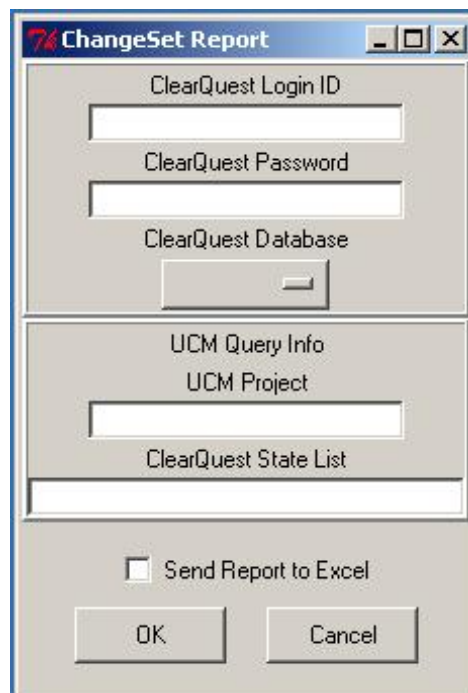 ChangeSet Report
ClearQuest Login ID
ClearQuest Password
ClearQuest Database
UCM Query Info
UCM Project
ClearQuest State List
Send Report to Excel
OK Cancel